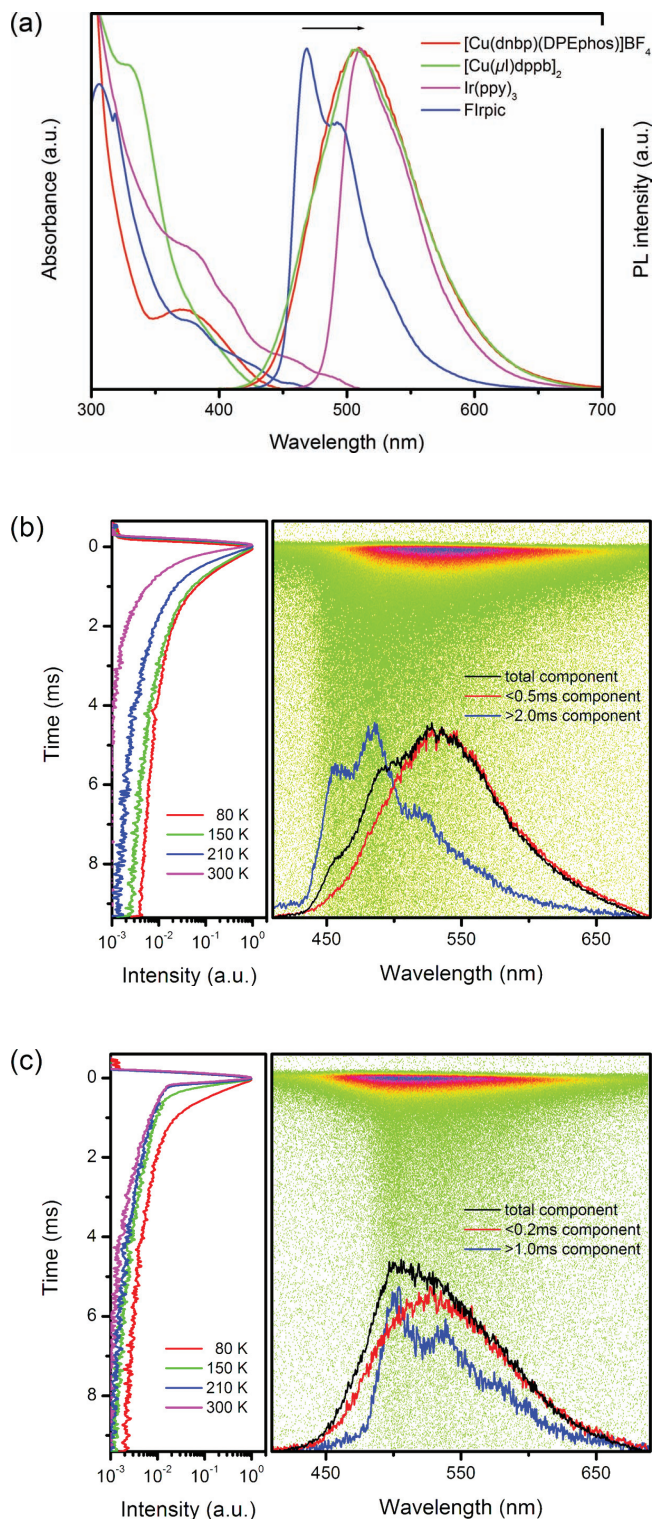 (a)
[Cu(dnbp)(DPEphos)]BF4
[Cu(μI)dppb]2
Ir(ppy)3
FIrpic
Absorbance (a.u.)
PL intensity (a.u.)
300 400 500 600 700
Wavelength (nm)
(b)
0
2
4
6
8
Time (ms)
80 K
150 K
210 K
300 K
10-3 10-2 10-1 100
Intensity (a.u.)
total component
<0.5ms component
>2.0ms component
450 550 650
Wavelength (nm)
(c)
0
2
4
6
8
Time (ms)
80 K
150 K
210 K
300 K
10-3 10-2 10-1 100
Intensity (a.u.)
total component
<0.2ms component
>1.0ms component
450 550 650
Wavelength (nm)